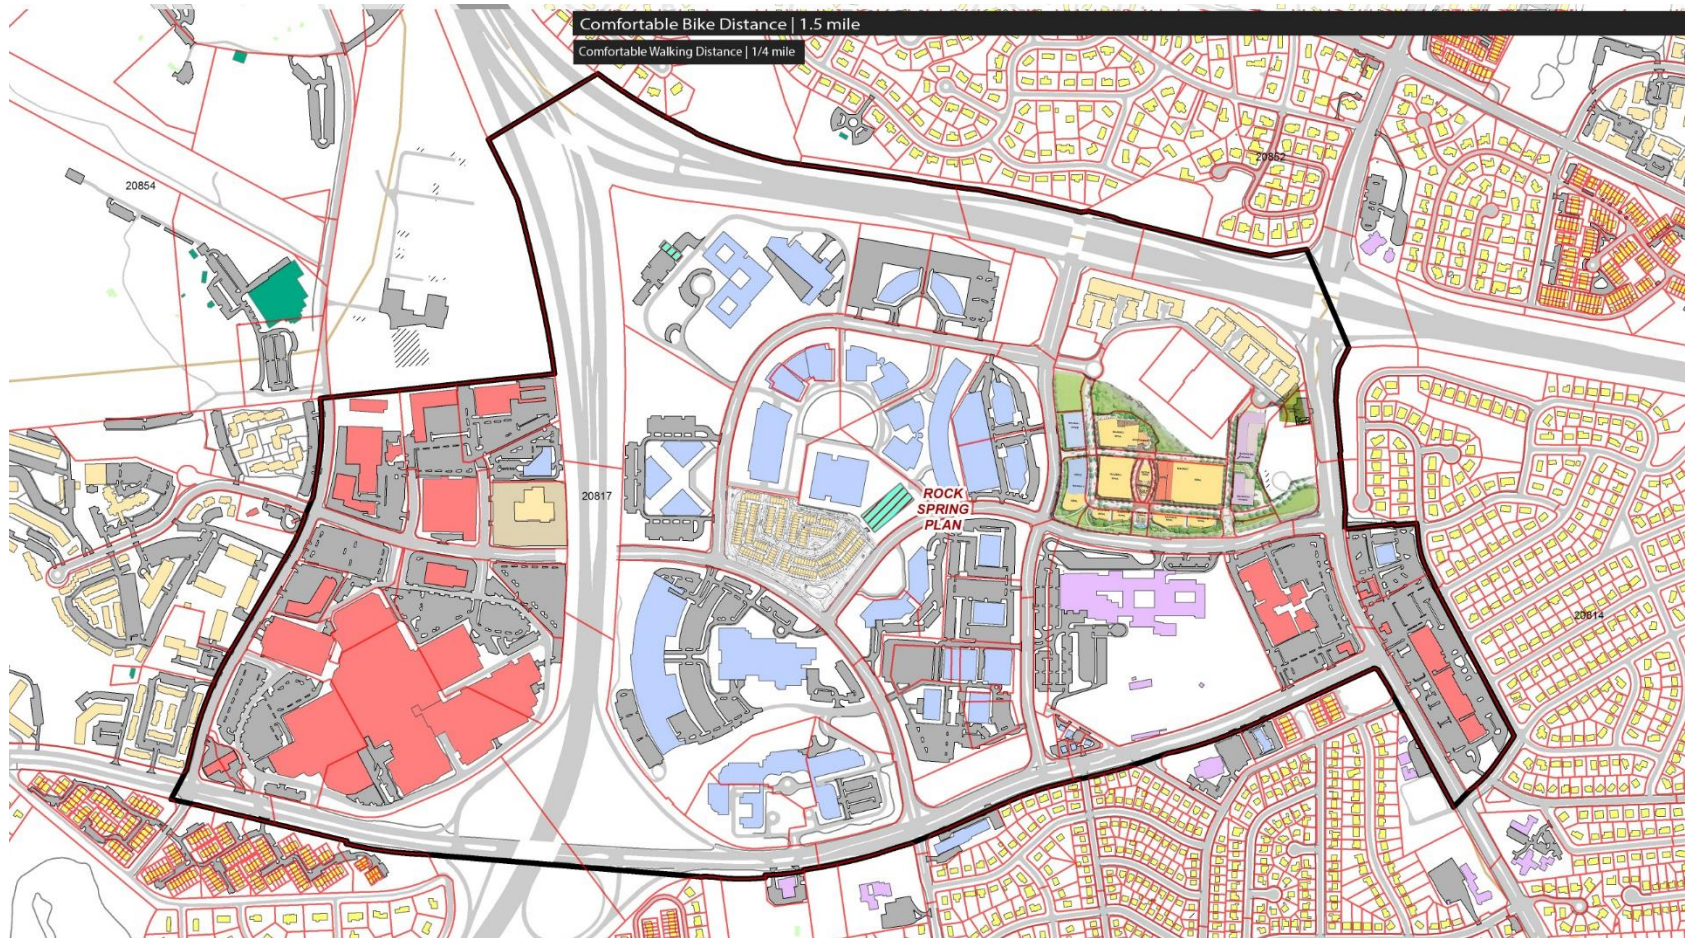 Comfortable Bike Distance | 1.5 mile
Comfortable Walking Distance | 1/4 mile
20852
20854
20817
ROCK
SPRING
PLAN
20814